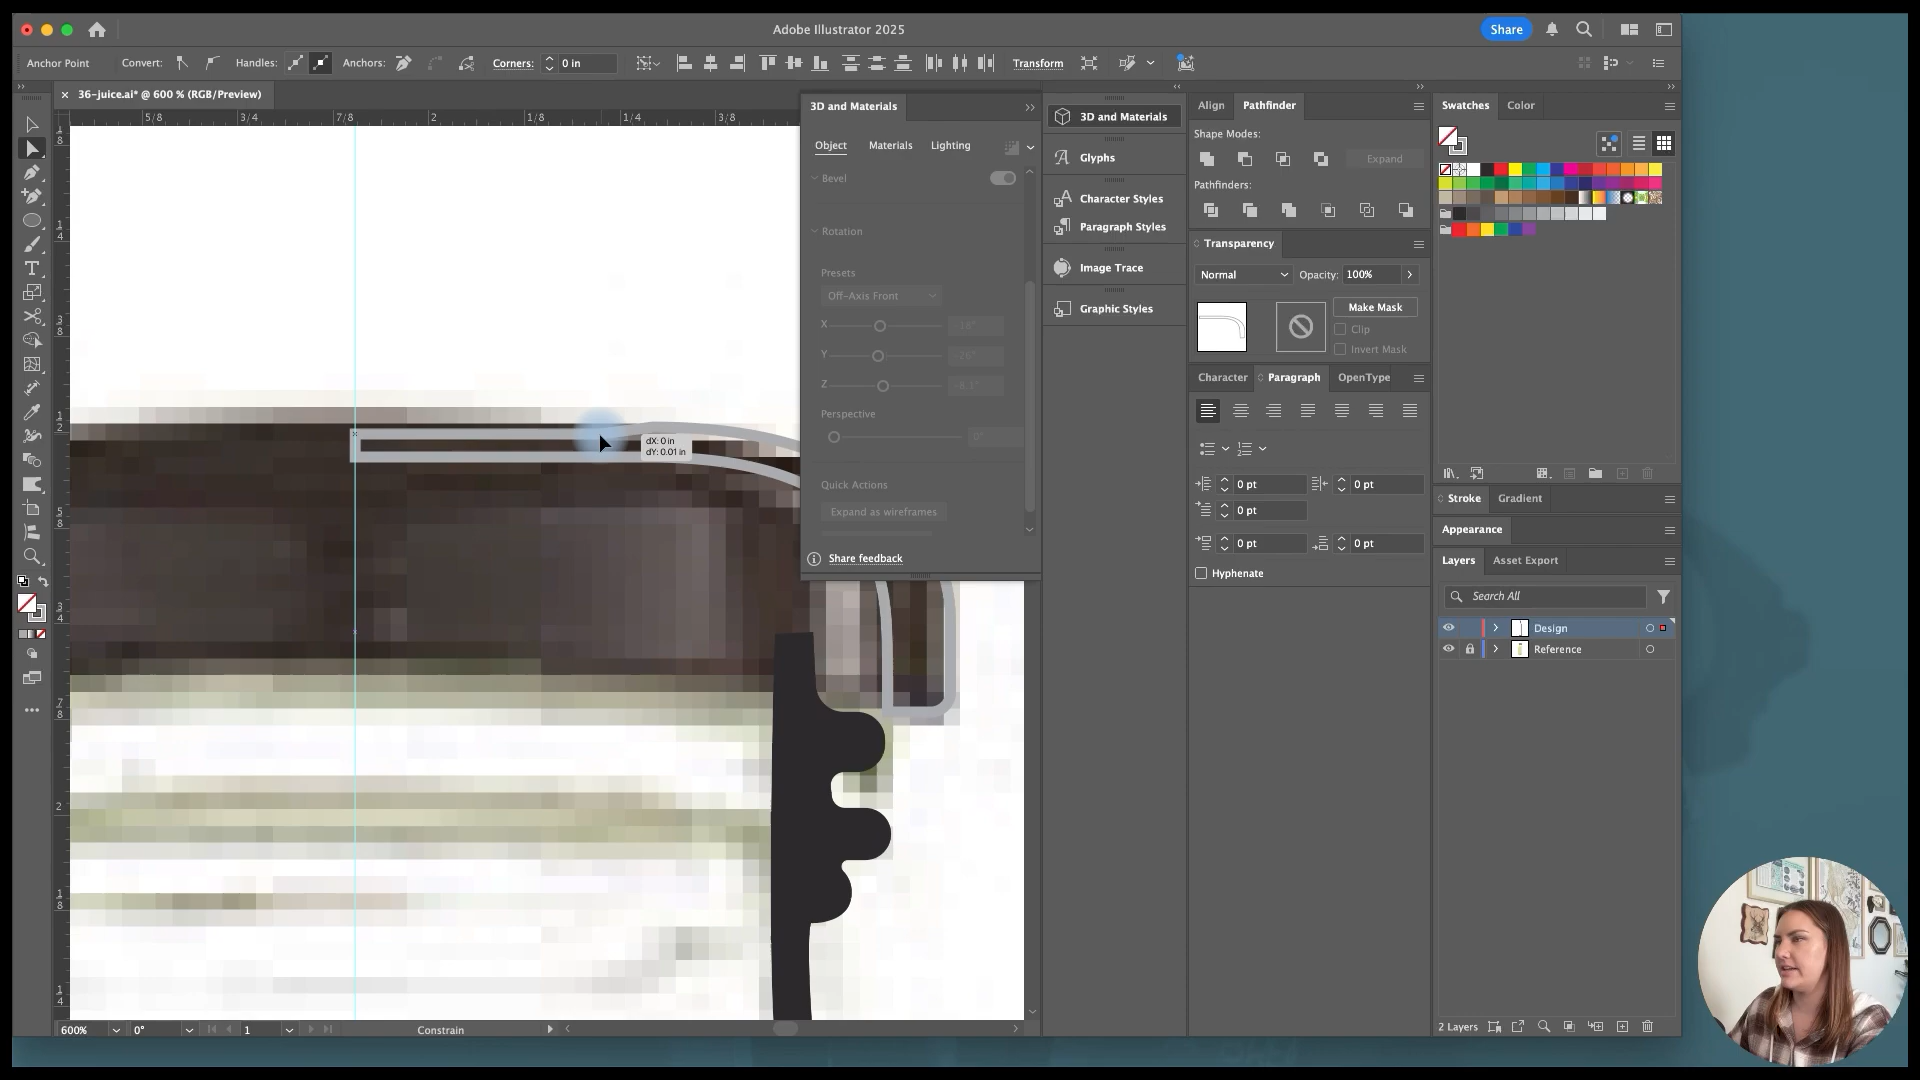 Adobe Illustrator 2025
Share
Anchor Point
Convert:
Handles:
Anchors:
Corners:
0 in
Transform
36-juice.ai* @ 600 % (RGB/Preview)
5/8
3/4
7/8
2
1/8
1/4
3/8
dX: 0 in
dY: 0.01 in
3D and Materials
Object
Materials
Lighting
Bevel
Rotation
Presets
Off-Axis Front
X
Y
Z
Perspective
0°
Quick Actions
Expand as wireframes
Share feedback
3D and Materials
Glyphs
Character Styles
Paragraph Styles
Image Trace
Graphic Styles
Align
Pathfinder
Shape Modes:
Expand
Pathfinders:
Transparency
Normal
Opacity:
100%
Make Mask
Clip
Invert Mask
Character
Paragraph
OpenType
0 pt
0 pt
0 pt
0 pt
0 pt
Hyphenate
Swatches
Color
Stroke
Gradient
Appearance
Layers
Asset Export
Search All
Design
Reference
2 Layers
600%
0°
1
Constrain